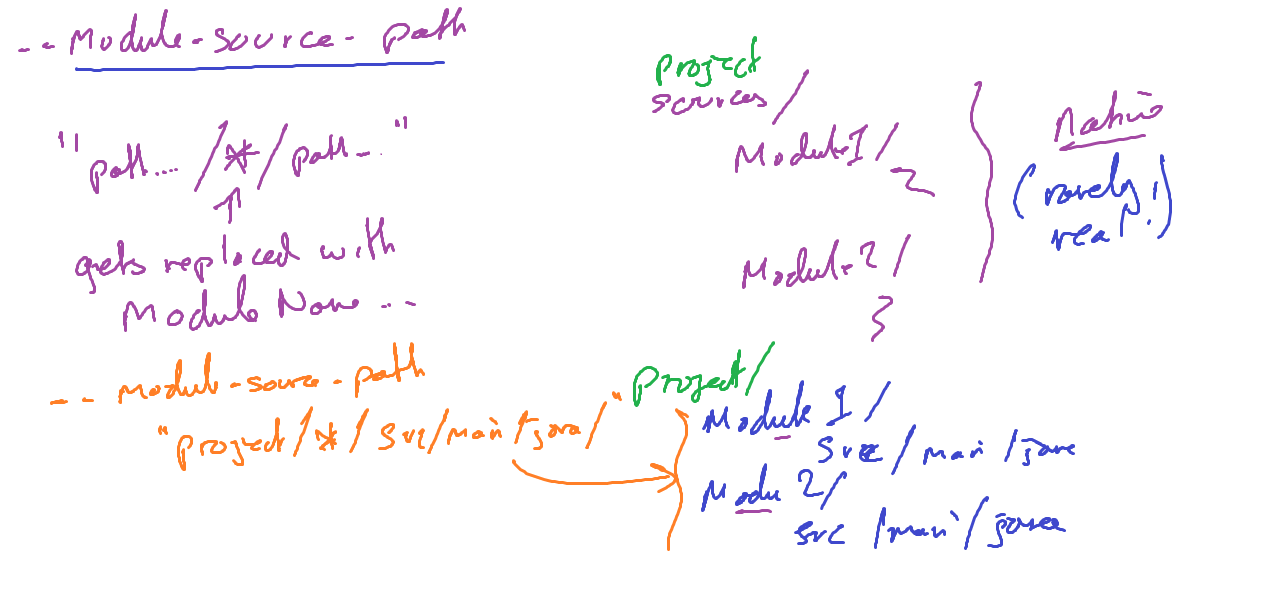 -- Module-source-path
"path.... /*/path..."
gets replaced with
Module Name ...
-- module-source-path
"project/*/src/main/java/"
project
sources/
Module1/
Module2/
native
(rarely!
real!)
project/
Module 1/
src/main/java
Modu 2/
src/main/java